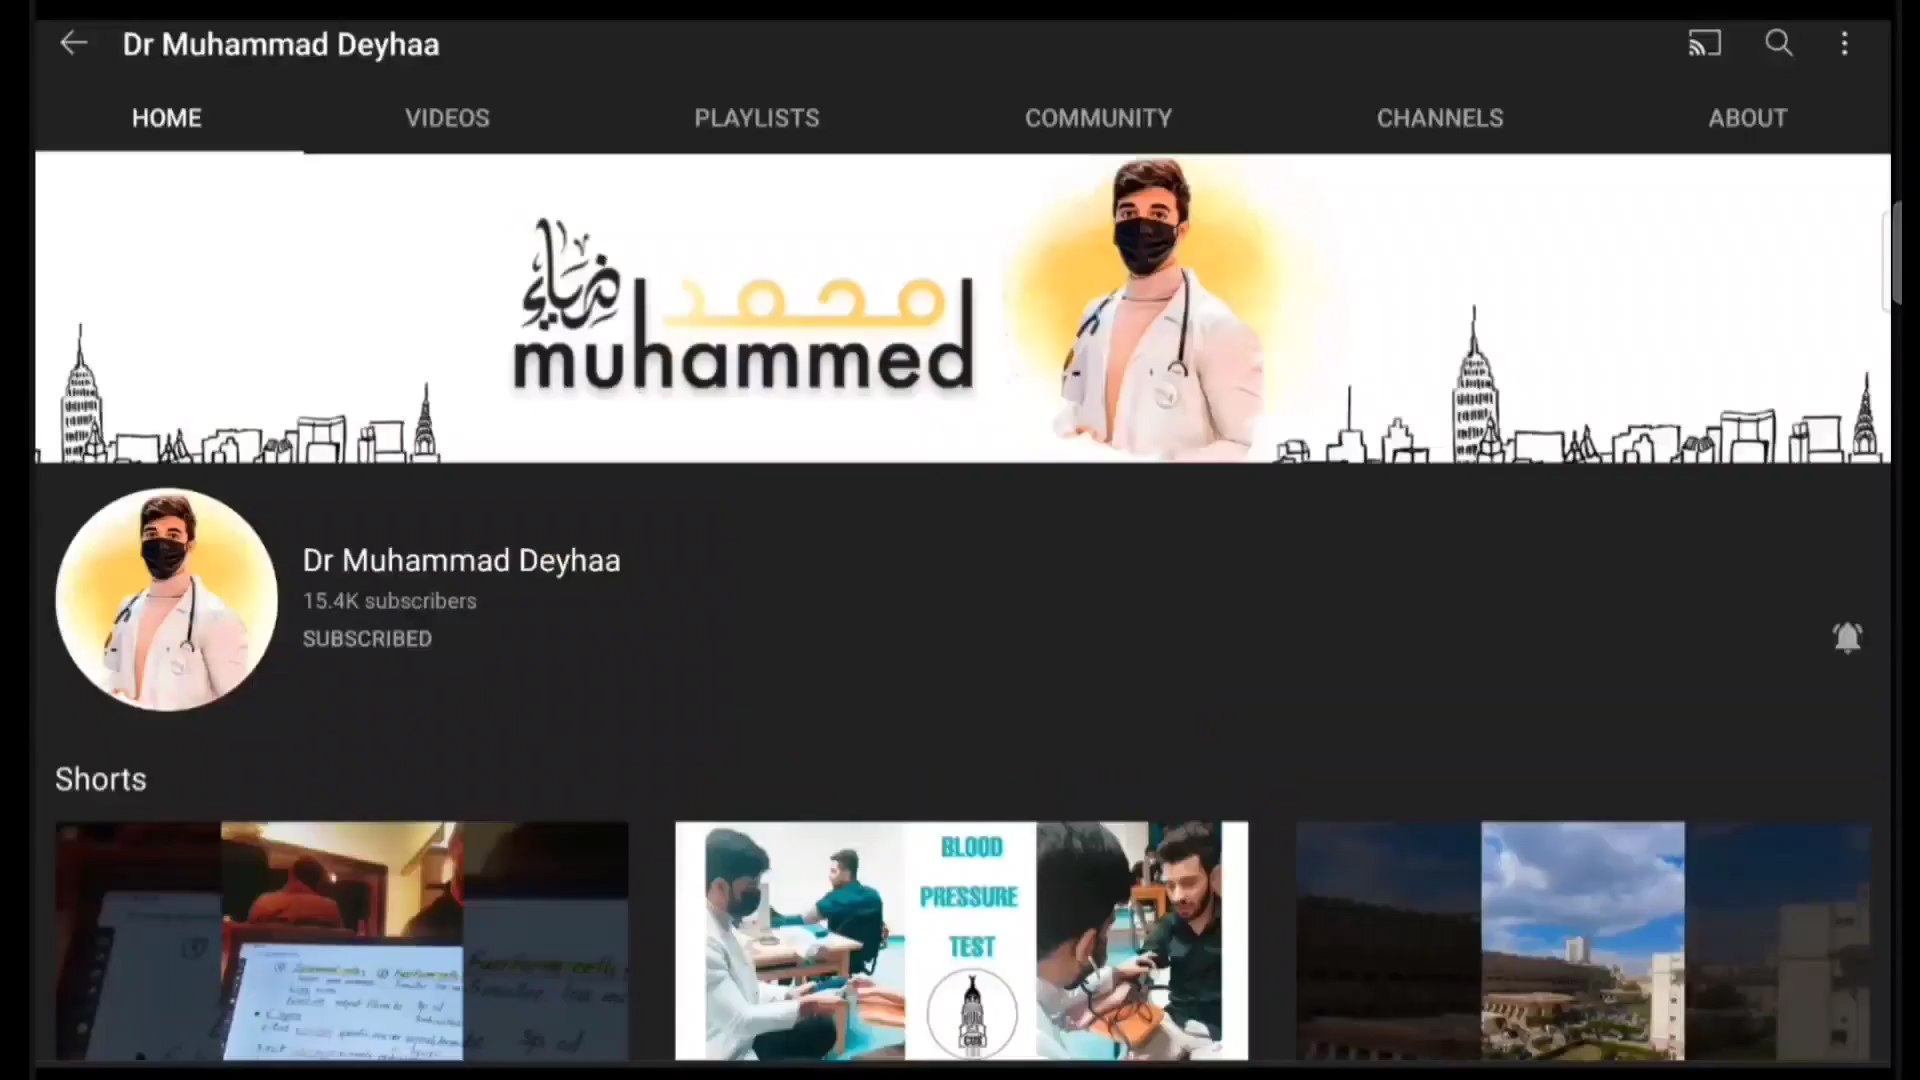 Dr Muhammad Deyhaa
HOME VIDEOS PLAYLISTS COMMUNITY CHANNELS ABOUT
ضياء
محمد
muhammed
Dr Muhammad Deyhaa
15.4K subscribers
SUBSCRIBED
Shorts
BLOOD
PRESSURE
TEST